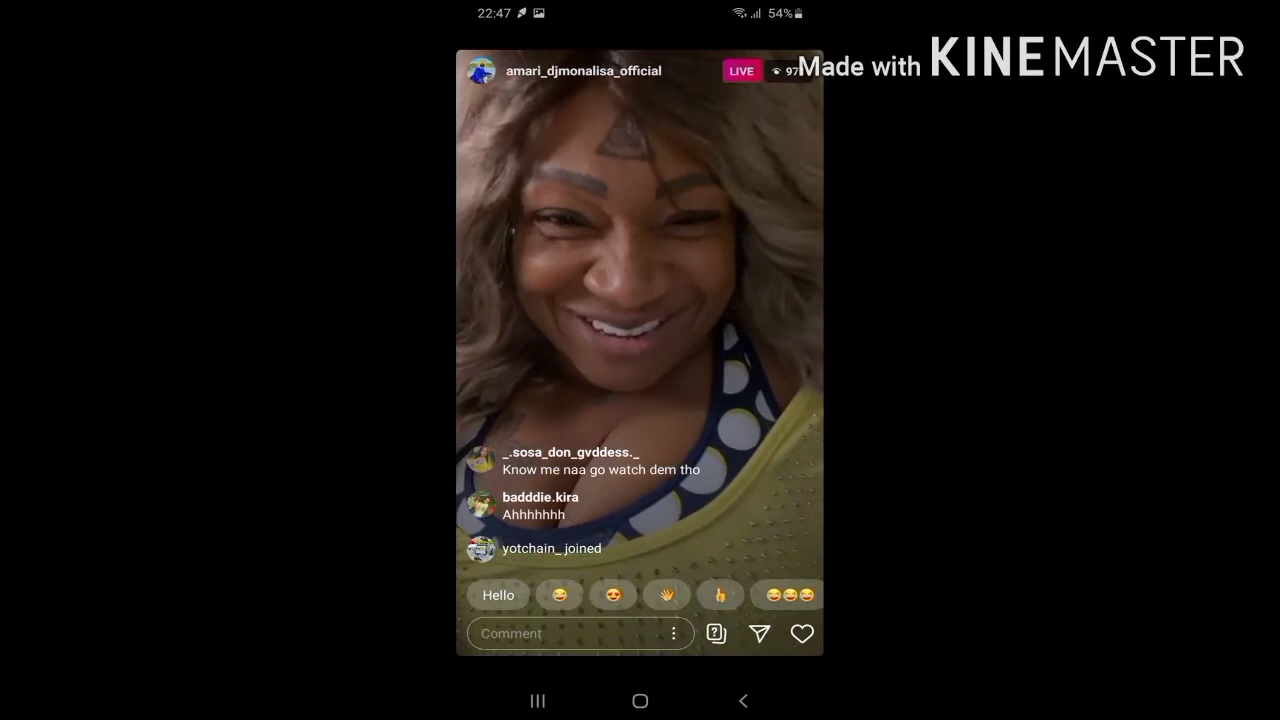 22:47
54%
amari_djmonalisa_official
LIVE
97
Made with KINEMASTER
_.sosa_don_gvddess._
Know me naa go watch dem tho
badddie.kira
Ahhhhhhh
yotchain_ joined
Hello
Comment